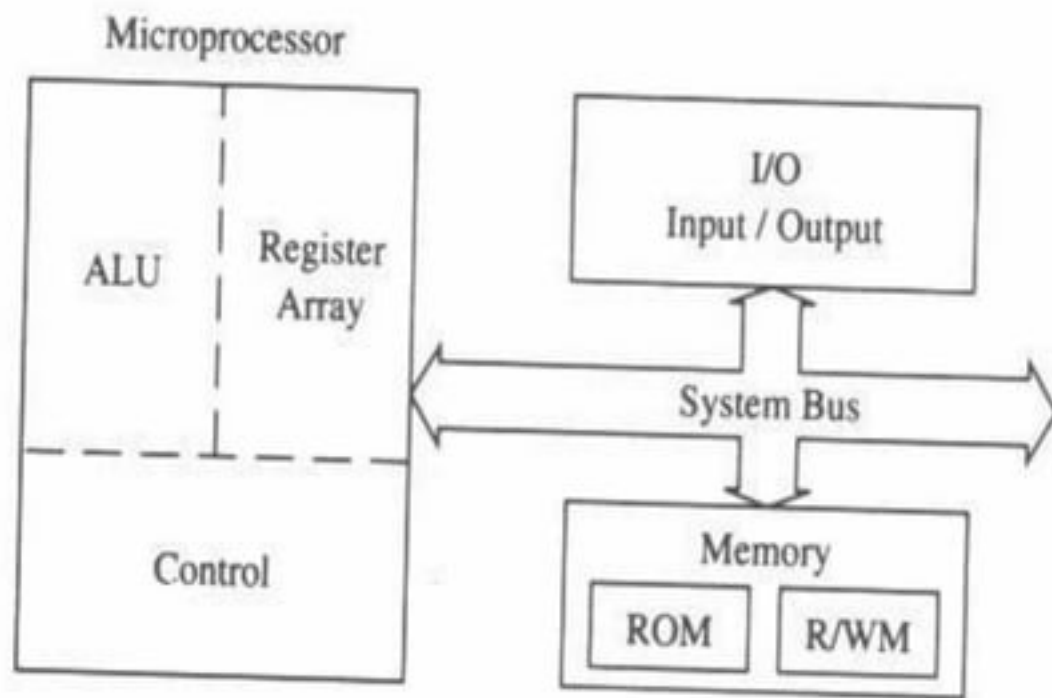 Microprocessor
ALU
Register
Array
Control
I/O
Input / Output
System Bus
Memory
ROM
R/WM